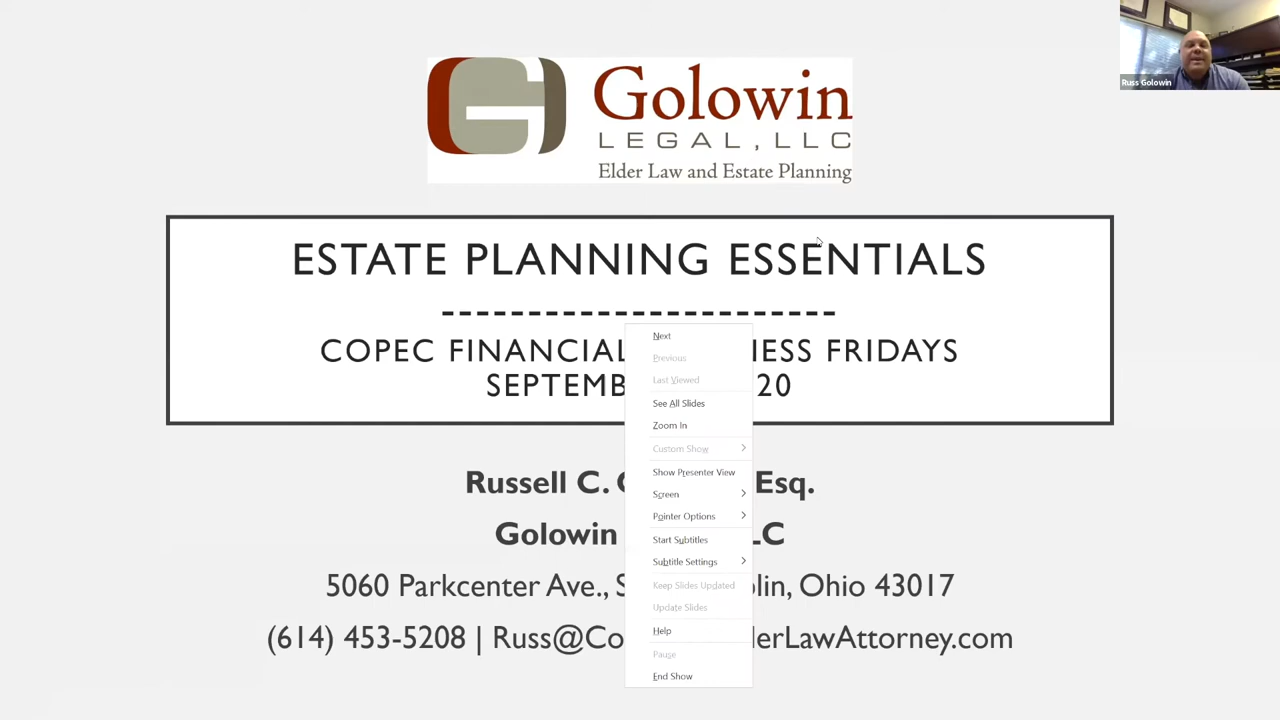 Golowin
LEGAL, LLC
Elder Law and Estate Planning
Russ Golowin
ESTATE PLANNING ESSENTIALS
-----------------------
COPEC FINANCIAL NESS FRIDAYS
SEPTEMB 20
Russell C. Esq.
Golowin LC
5060 Parkcenter Ave., S lin, Ohio 43017
(614) 453-5208 | Russ@Co erLawAttorney.com
Next
Previous
Last Viewed
See All Slides
Zoom In
Custom Show
Show Presenter View
Screen
Pointer Options
Start Subtitles
Subtitle Settings
Keep Slides Updated
Update Slides
Help
Pause
End Show